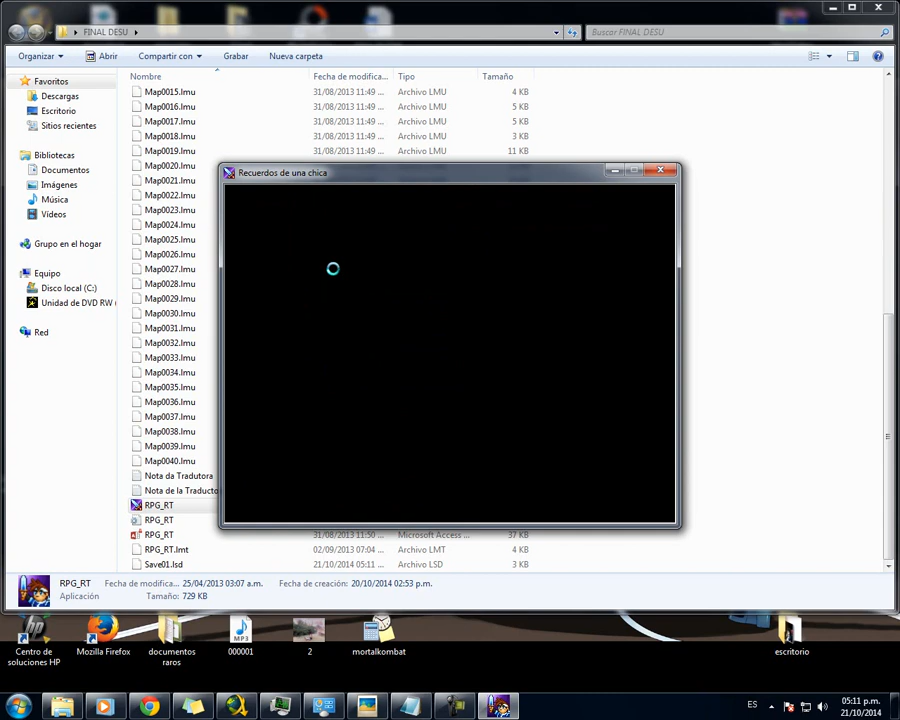 FINAL DESU
Buscar FINAL DESU
Organizar Abrir Compartir con Grabar Nueva carpeta
Favoritos
Descargas
Escritorio
Sitios recientes
Bibliotecas
Documentos
Imágenes
Música
Vídeos
Grupo en el hogar
Equipo
Disco local (C:)
Unidad de DVD RW (
Red
Nombre Fecha de modifica... Tipo Tamaño
Map0015.lmu 31/08/2013 11:49 ... Archivo LMU 4 KB
Map0016.lmu 31/08/2013 11:49 ... Archivo LMU 5 KB
Map0017.lmu 31/08/2013 11:49 ... Archivo LMU 5 KB
Map0018.lmu 31/08/2013 11:49 ... Archivo LMU 3 KB
Map0019.lmu 31/08/2013 11:49 ... Archivo LMU 11 KB
Map0020.lmu
Map0021.lmu
Map0022.lmu
Map0023.lmu
Map0024.lmu
Map0025.lmu
Map0026.lmu
Map0027.lmu
Map0028.lmu
Map0029.lmu
Map0030.lmu
Map0031.lmu
Map0032.lmu
Map0033.lmu
Map0034.lmu
Map0035.lmu
Map0036.lmu
Map0037.lmu
Map0038.lmu
Map0039.lmu
Map0040.lmu
Nota da Tradutora
Nota de la Traducto
RPG_RT
RPG_RT
RPG_RT 31/08/2013 11:50 ... Microsoft Access ... 37 KB
RPG_RT.lmt 02/09/2013 07:04 ... Archivo LMT 4 KB
Save01.lsd 21/10/2014 05:11 ... Archivo LSD 3 KB
Recuerdos de una chica
RPG_RT Fecha de modifica... 25/04/2013 03:07 a.m. Fecha de creación: 20/10/2014 02:53 p.m.
Aplicación Tamaño: 729 KB
Centro de soluciones HP
Mozilla Firefox
documentos raros
MP3
000001
2
mortalkombat
escritorio
ES
05:11 p.m.
21/10/2014